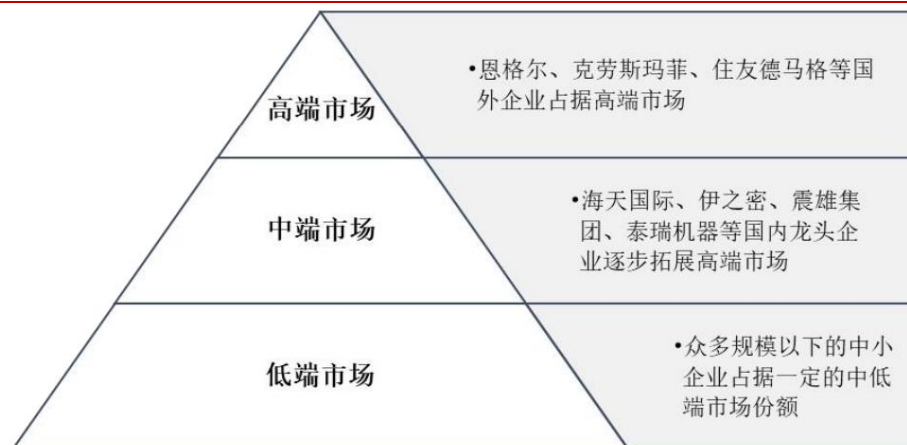 高端市场
•恩格尔、克劳斯玛菲、住友德马格等国
外企业占据高端市场
中端市场
•海天国际、伊之密、震雄集
团、泰瑞机器等国内龙头企
业逐步拓展高端市场
低端市场
•众多规模以下的中小
企业占据一定的中低
端市场份额